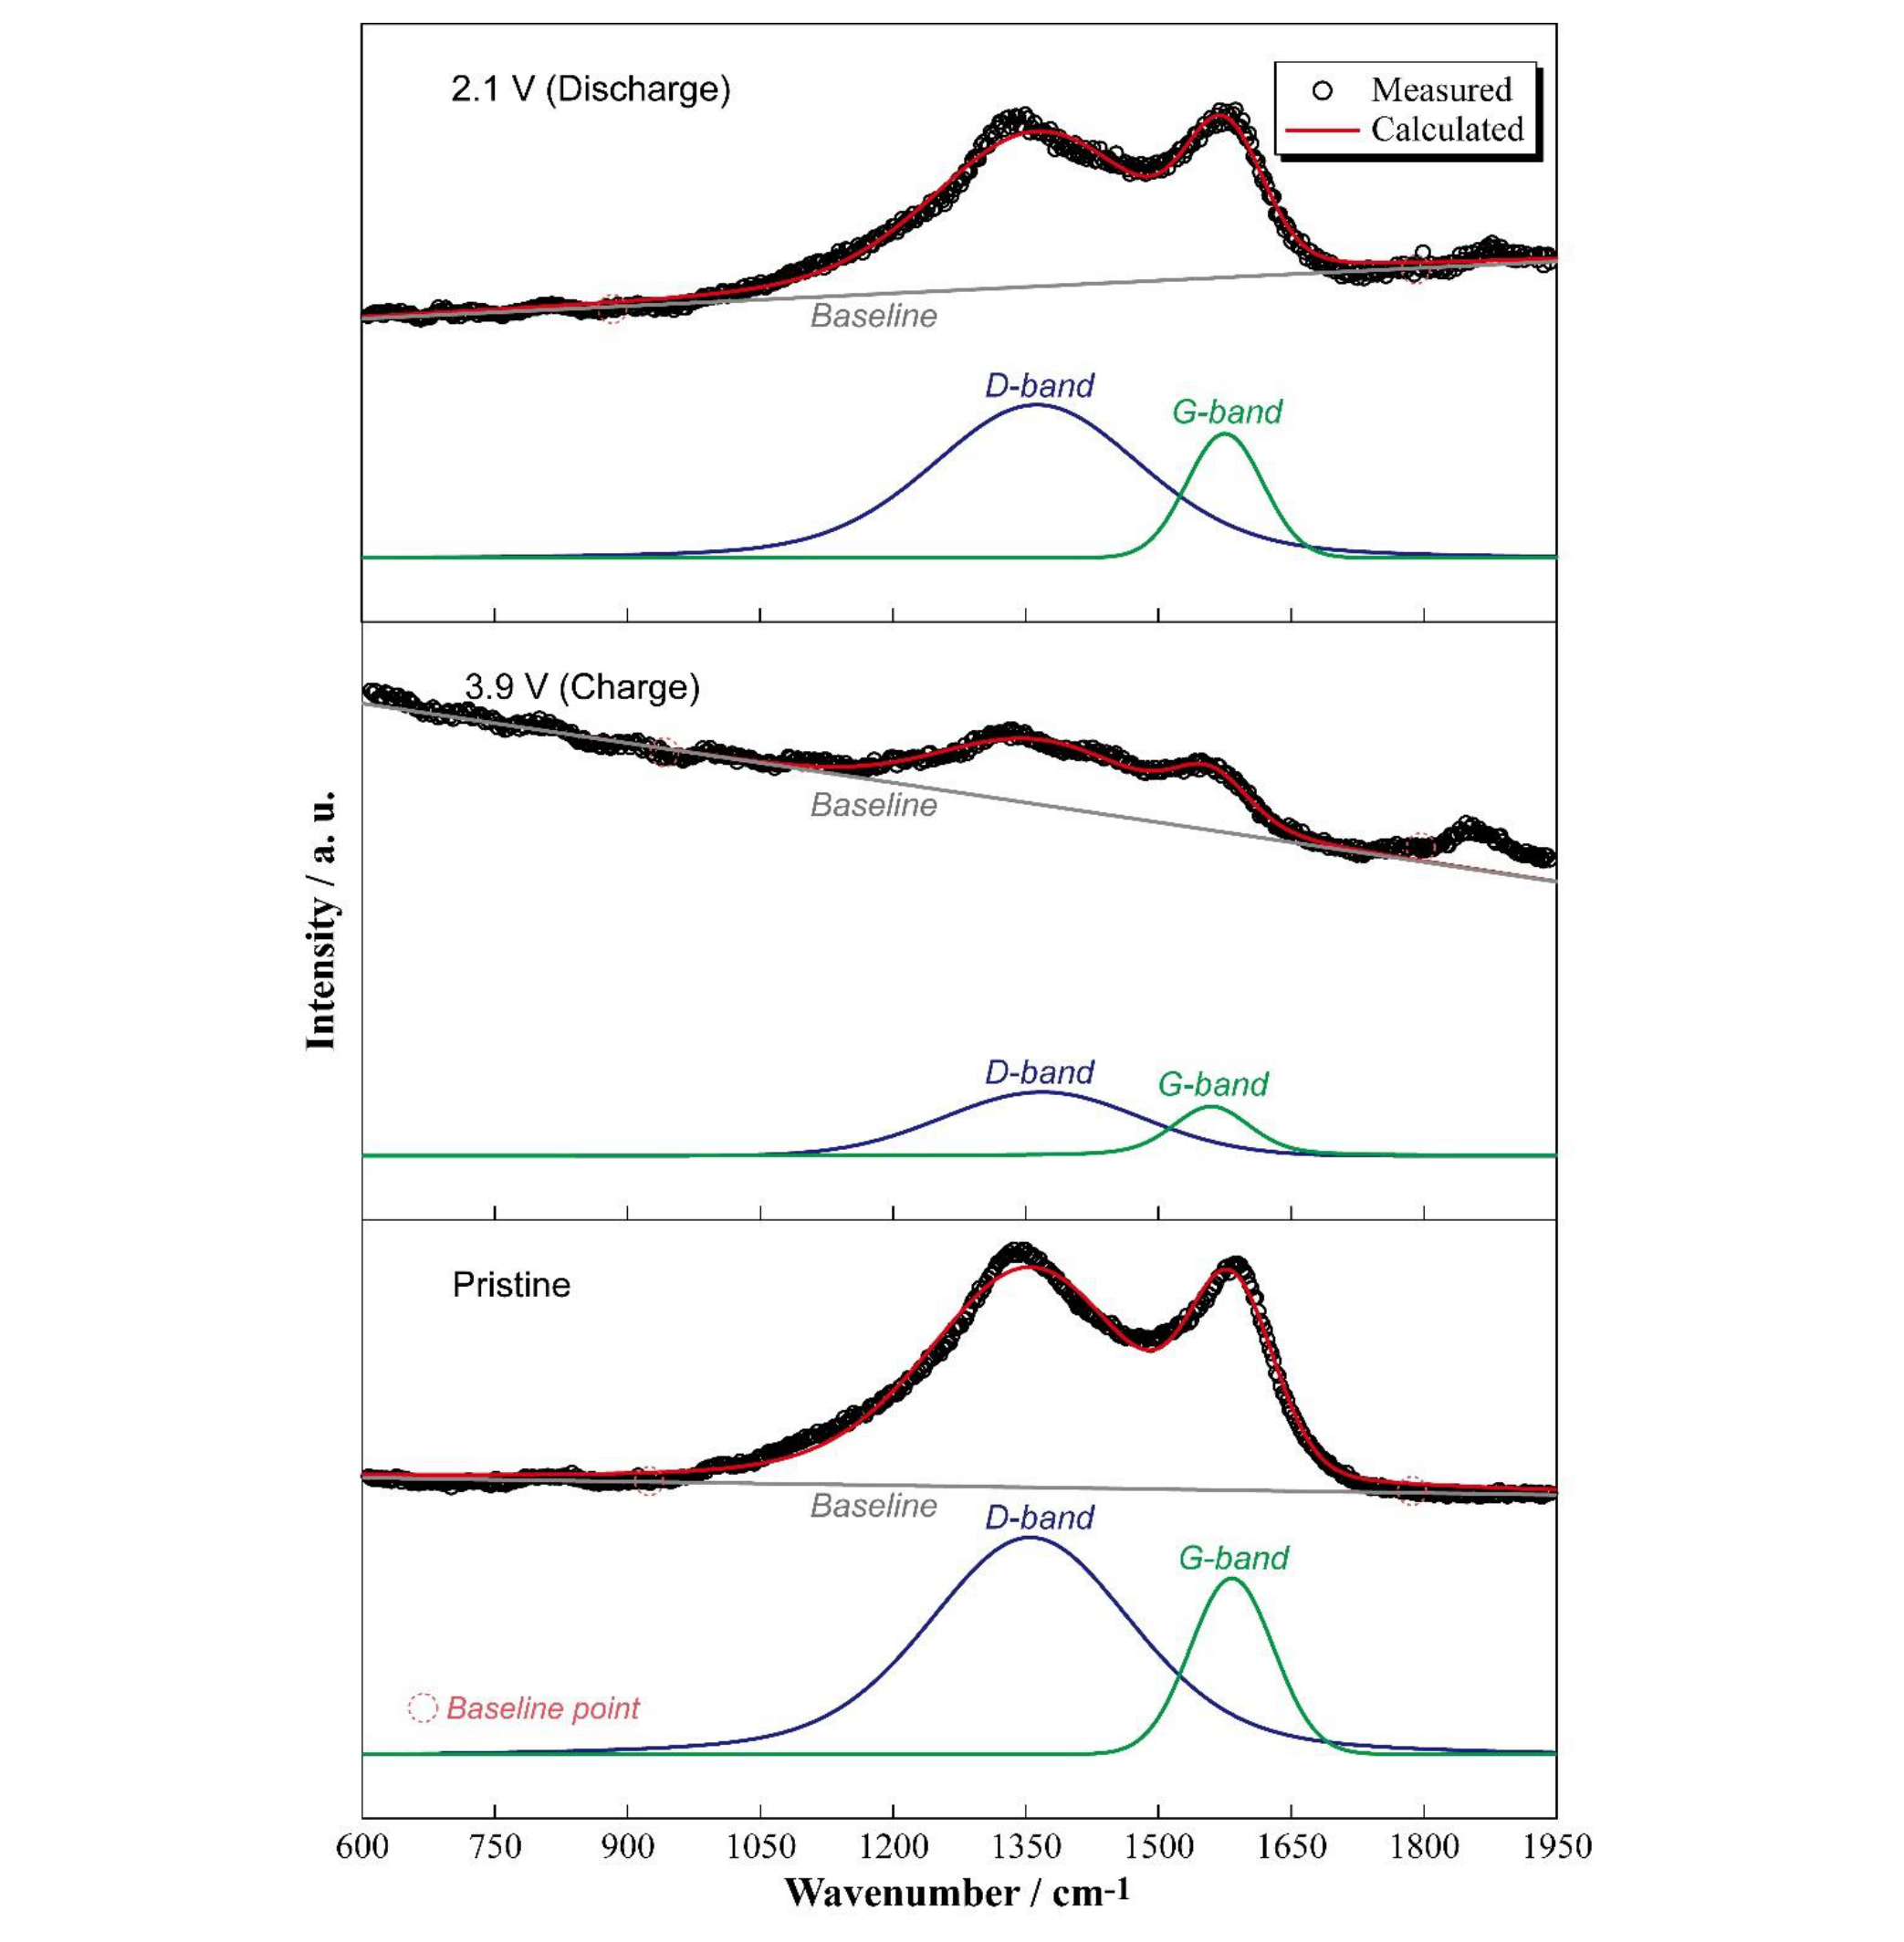 2.1 V (Discharge)
Measured
Calculated
Baseline
D-band
G-band
3.9 V (Charge)
Baseline
D-band
G-band
Pristine
Baseline
D-band
G-band
Baseline point
Intensity / a. u.
600 750 900 1050 1200 1350 1500 1650 1800 1950
Wavenumber / cm-1